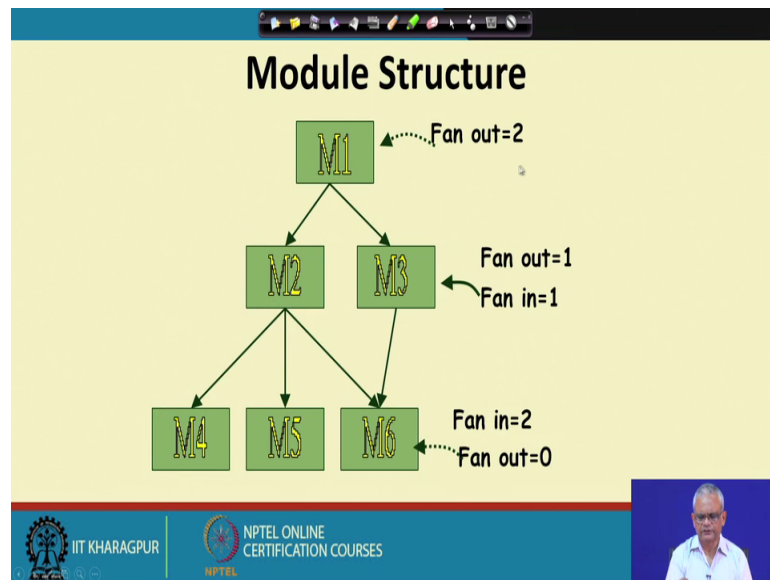 Module Structure
M1
Fan out=2
M2
M3
Fan out=1
Fan in=1
M4
M5
M6
Fan in=2
Fan out=0
IIT KHARAGPUR
NPTEL
NPTEL ONLINE
CERTIFICATION COURSES